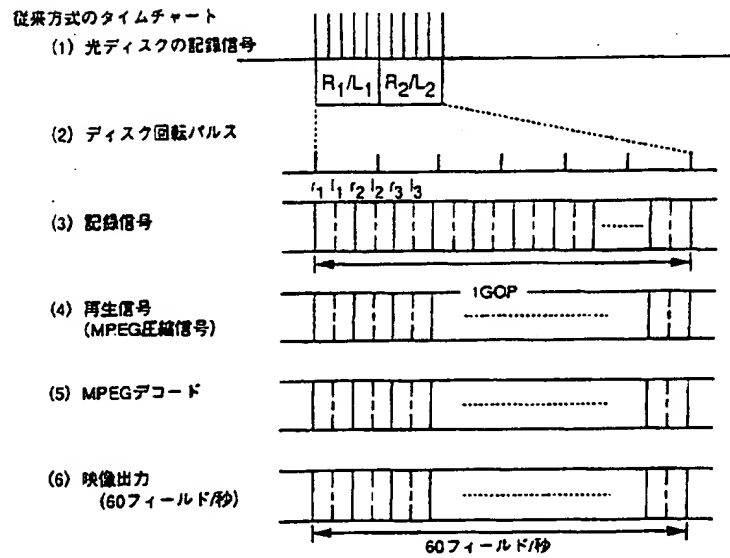 従来方式のタイムチャート
(1) 光ディスクの記録信号
R1/L1 R2/L2
(2) ディスク回転パルス
r1 l1 r2 l2 r3 l3
(3) 記録信号
1GOP
(4) 再生信号
(MPEG圧縮信号)
(5) MPEGデコード
(6) 映像出力
(60フィールド/秒)
60フィールド/秒